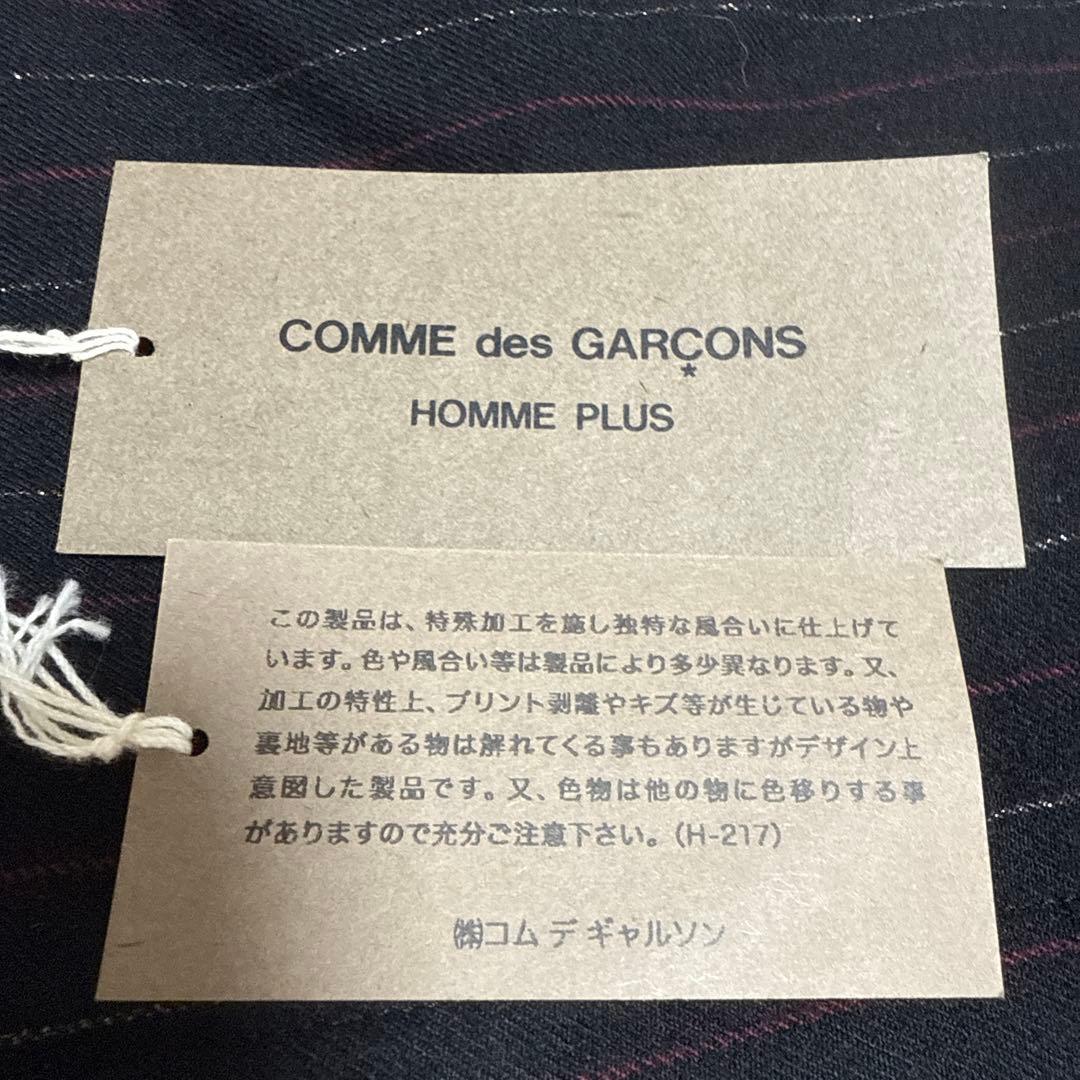 COMME des GARÇONS
*
HOMME PLUS
この製品は、特殊加工を施し独特な風合いに仕上げて
います。色や風合い等は製品により多少異なります。又、
加工の特性上、プリント剥離やキズ等が生じている物や
裏地等がある物は解れてくる事もありますがデザイン上
意図した製品です。又、色物は他の物に色移りする事
がありますので充分ご注意下さい。(H-217)
㈱コム デ ギャルソン